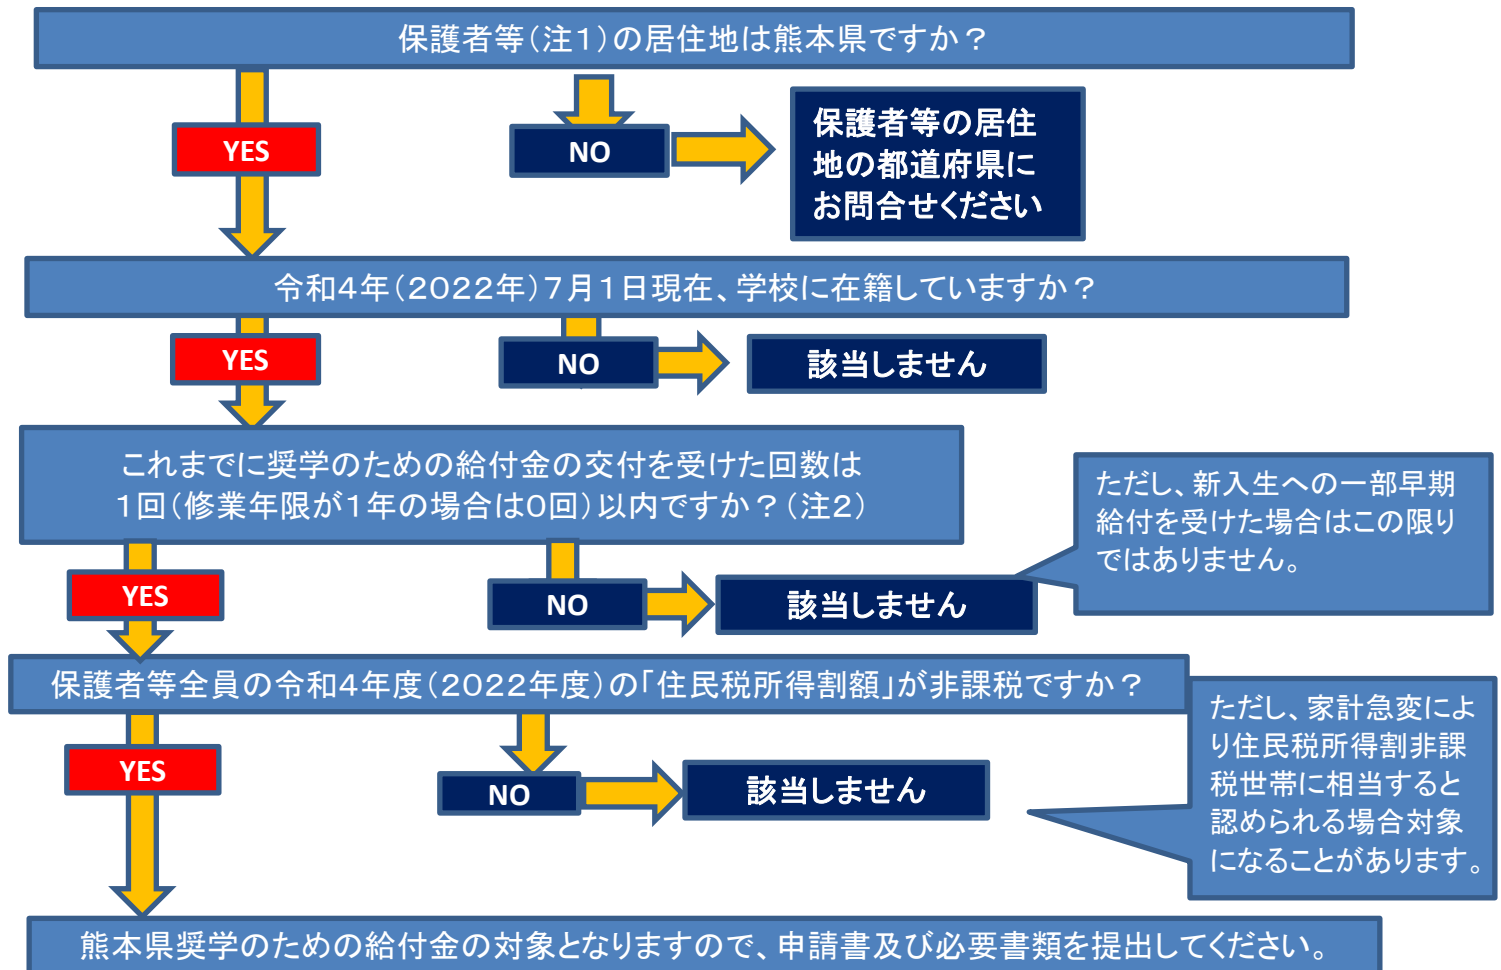 保護者等(注1)の居住地は熊本県ですか？
YES
NO
保護者等の居住
地の都道府県に
お問合せください
令和4年(2022年)7月1日現在、学校に在籍していますか？
YES
NO
該当しません
これまでに奨学のための給付金の交付を受けた回数は
1回(修業年限が1年の場合は0回)以内ですか？(注2)
ただし、新入生への一部早期
給付を受けた場合はこの限り
ではありません。
YES
NO
該当しません
保護者等全員の令和4年度(2022年度)の「住民税所得割額」が非課税ですか？
ただし、家計急変によ
り住民税所得割非課
税世帯に相当すると
認められる場合対象
になることがあります。
YES
NO
該当しません
熊本県奨学のための給付金の対象となりますので、申請書及び必要書類を提出してください。